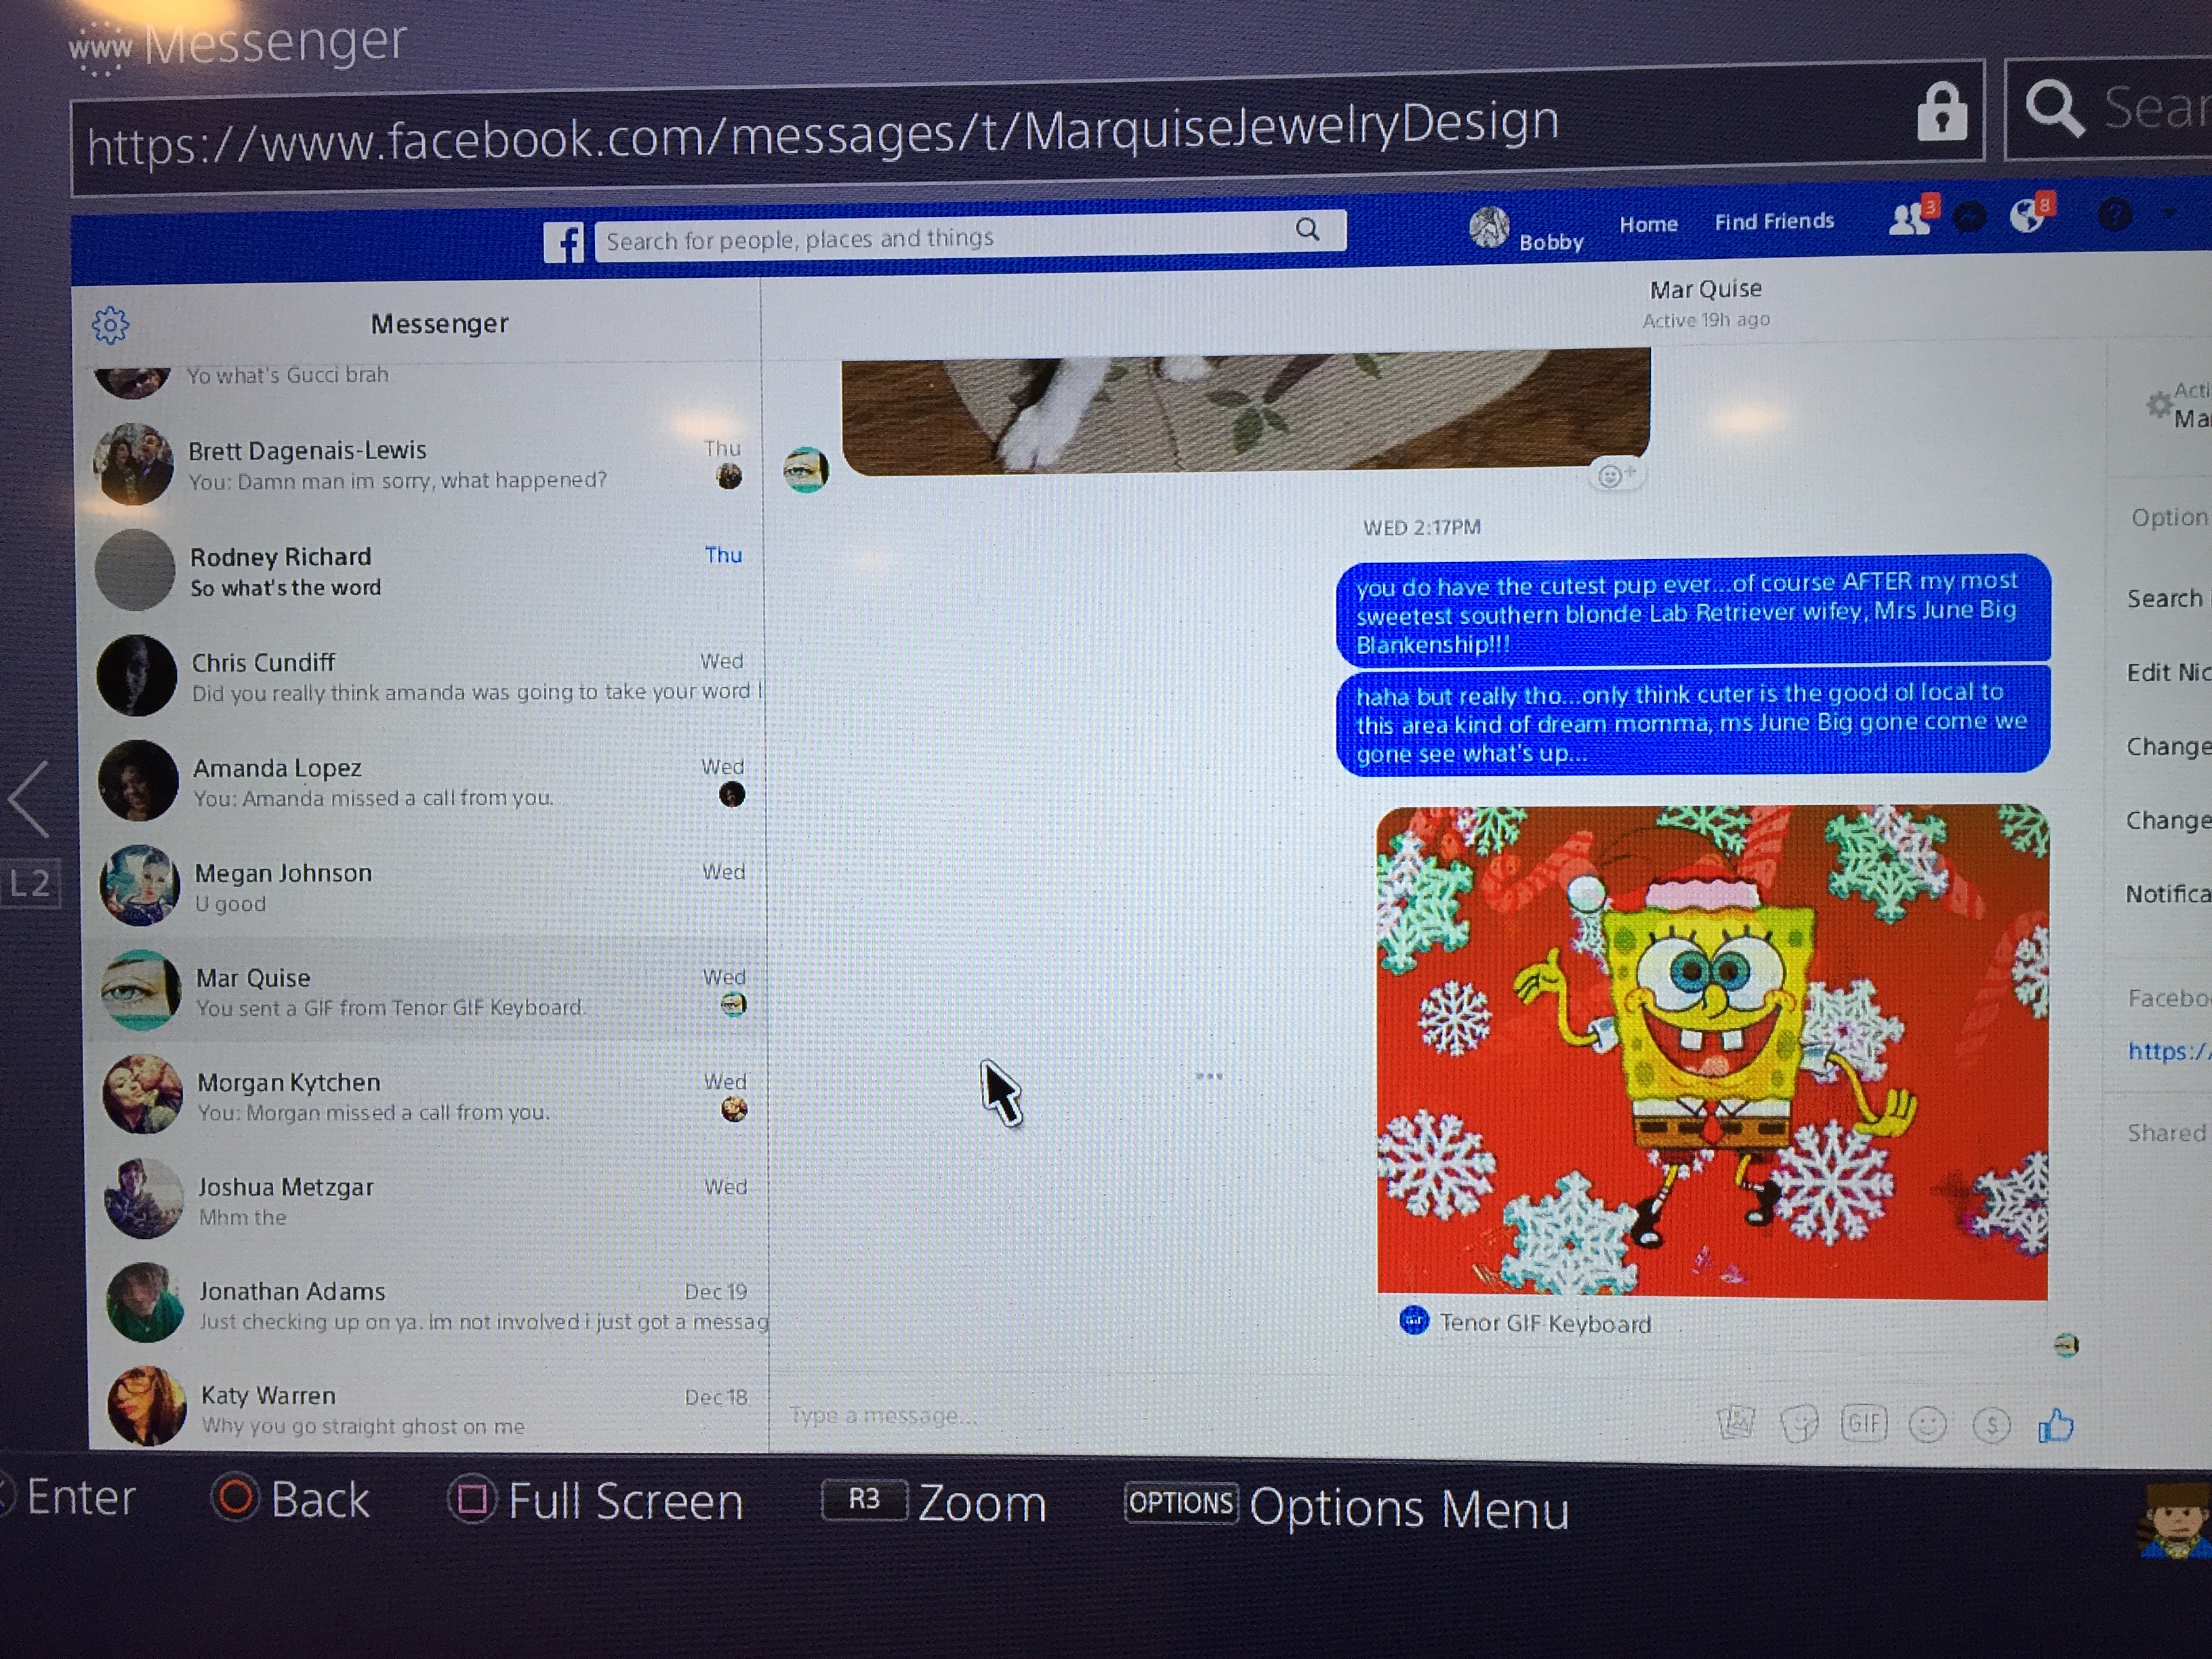 www Messenger
https://www.facebook.com/messages/t/MarquiseJewelryDesign
Sear
f
Search for people, places and things
Bobby
Home
Find Friends
3
8
?
Messenger
Yo what's Gucci brah
Brett Dagenais-Lewis
Thu
You: Damn man im sorry, what happened?
Rodney Richard
Thu
So what's the word
Chris Cundiff
Wed
Did you really think amanda was going to take your word
Amanda Lopez
Wed
You: Amanda missed a call from you.
Megan Johnson
Wed
U good
Mar Quise
Wed
You sent a GIF from Tenor GIF Keyboard.
Morgan Kytchen
Wed
You: Morgan missed a call from you.
Joshua Metzgar
Wed
Mhm the
Jonathan Adams
Dec 19
Just checking up on ya. Im not involved i just got a messag
Katy Warren
Dec 18
Why you go straight ghost on me
Mar Quise
Active 19h ago
WED 2:17PM
you do have the cutest pup ever...of course AFTER my most
sweetest southern blonde Lab Retriever wifey, Mrs June Big
Blankenship!!!
haha but really tho...only think cuter is the good ol local to
this area kind of dream momma, ms June Big gone come we
gone see what's up...
GIF
Tenor GIF Keyboard
Type a message...
GIF
$
Acti
Mar
Option
Search
Edit Nic
Change
Change
Notifica
Facebo
https:/
Shared
L2
Enter
Back
Full Screen
R3 Zoom
OPTIONS Options Menu